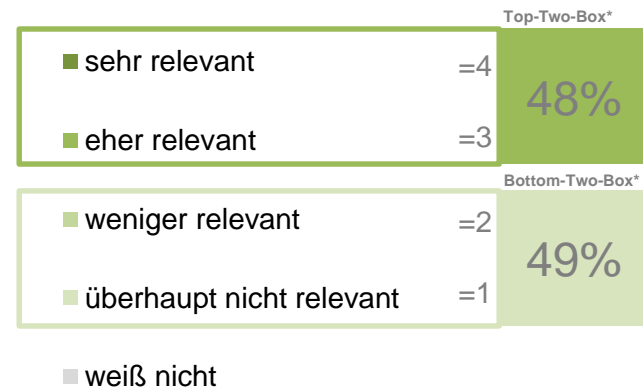 Top-Two-Box*
sehr relevant =4
48%
eher relevant =3
Bottom-Two-Box*
weniger relevant =2
49%
überhaupt nicht relevant =1
weiß nicht